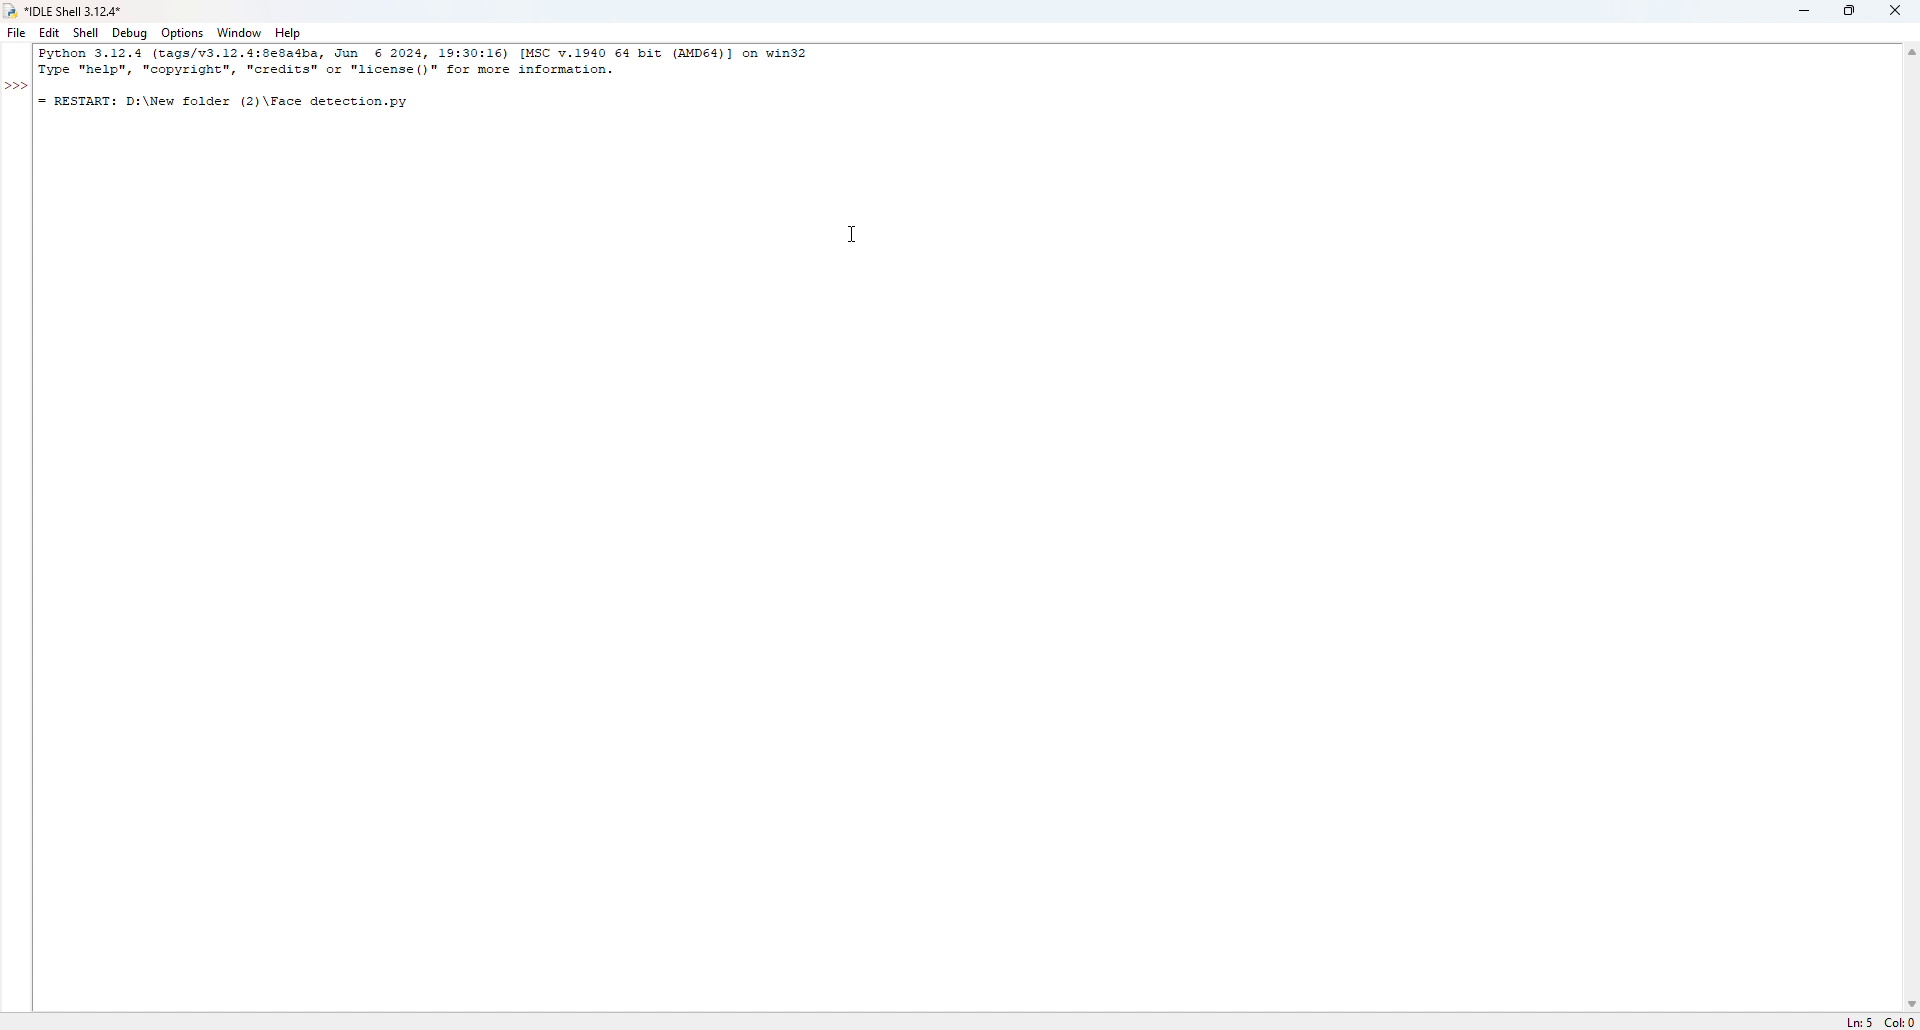 *IDLE Shell 3.12.4*
File Edit Shell Debug Options Window Help
Python 3.12.4 (tags/v3.12.4:8e8a4ba, Jun  6 2024, 19:30:16) [MSC v.1940 64 bit (AMD64)] on win32
Type "help", "copyright", "credits" or "license()" for more information.
>>>
= RESTART: D:\New folder (2)\Face detection.py
Ln: 5 Col: 0